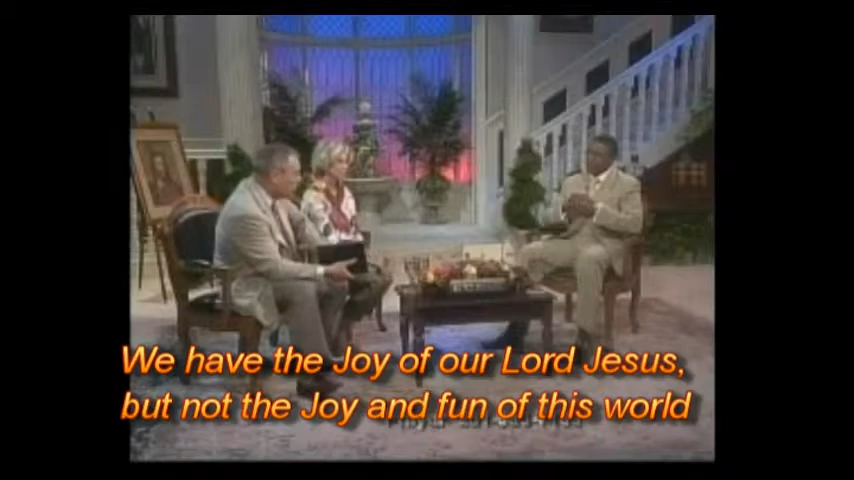 We have the Joy of our Lord Jesus,
but not the Joy and fun of this world